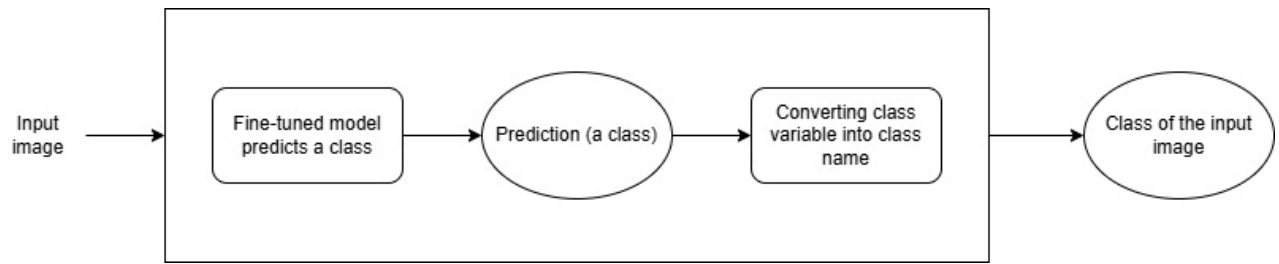 Input
image
Fine-tuned model
predicts a class
Prediction (a class)
Converting class
variable into class
name
Class of the input
image